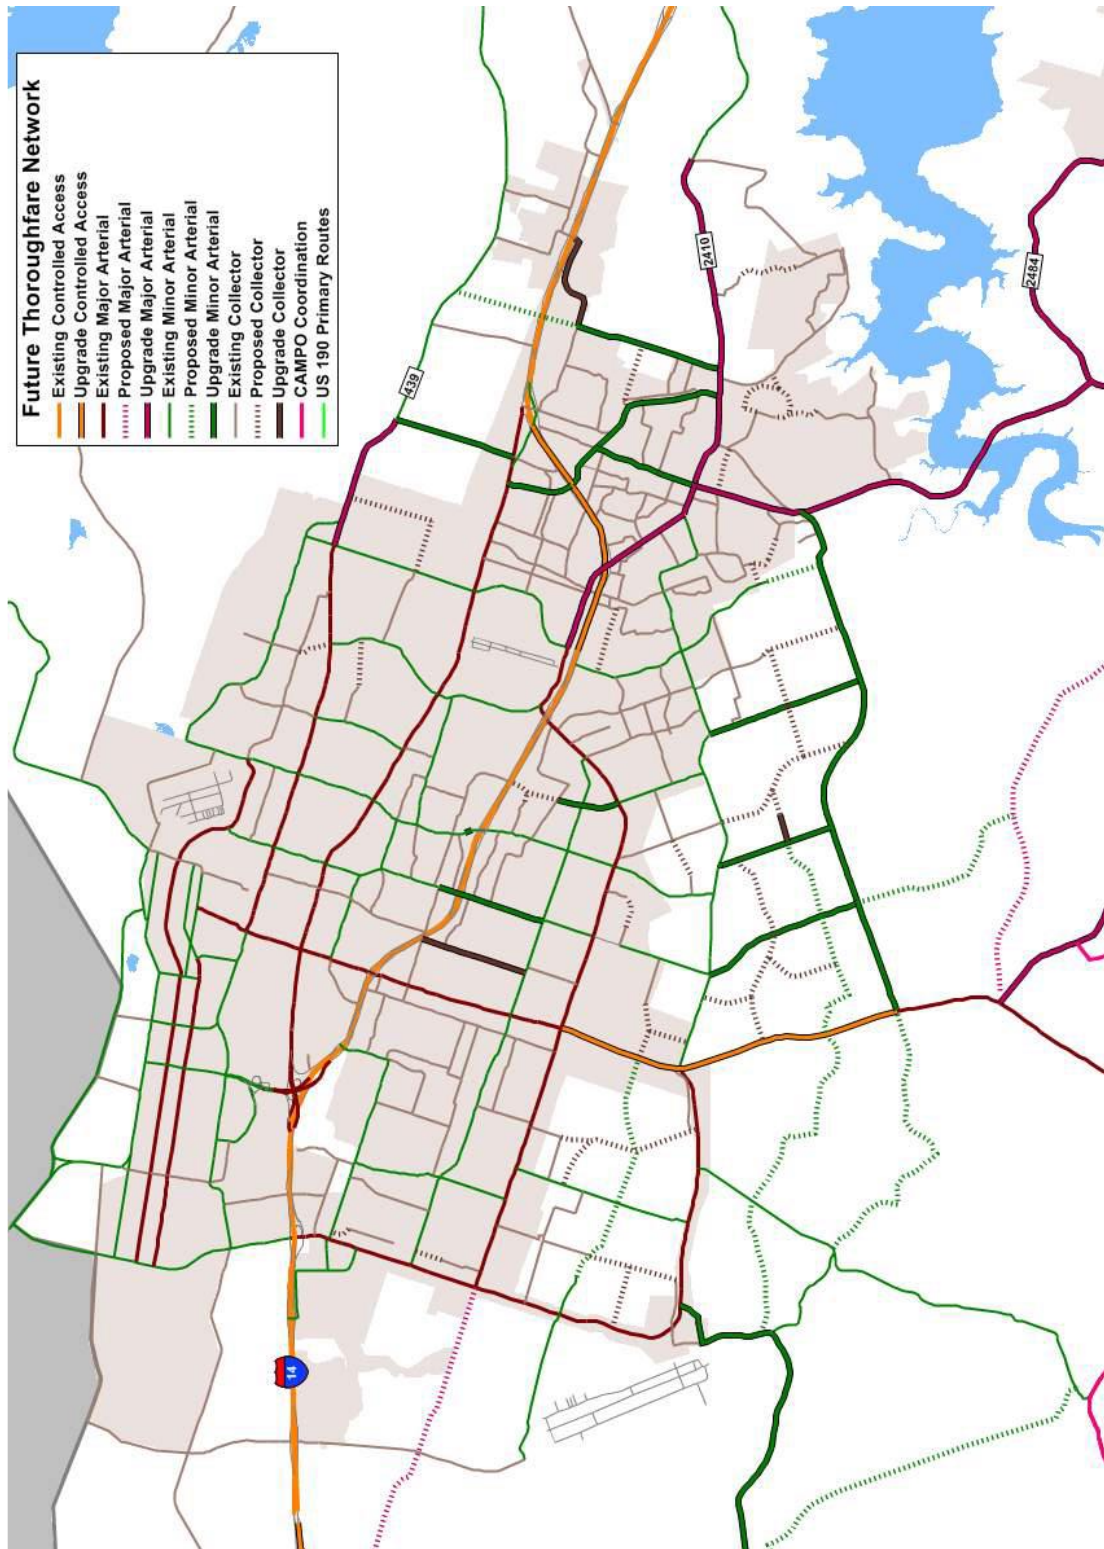 Future Thoroughfare Network
Existing Controlled Access
Upgrade Controlled Access
Existing Major Arterial
Proposed Major Arterial
Upgrade Major Arterial
Existing Minor Arterial
Proposed Minor Arterial
Upgrade Minor Arterial
Existing Collector
Proposed Collector
Upgrade Collector
CAMPO Coordination
US 190 Primary Routes
439
2410
2484
14